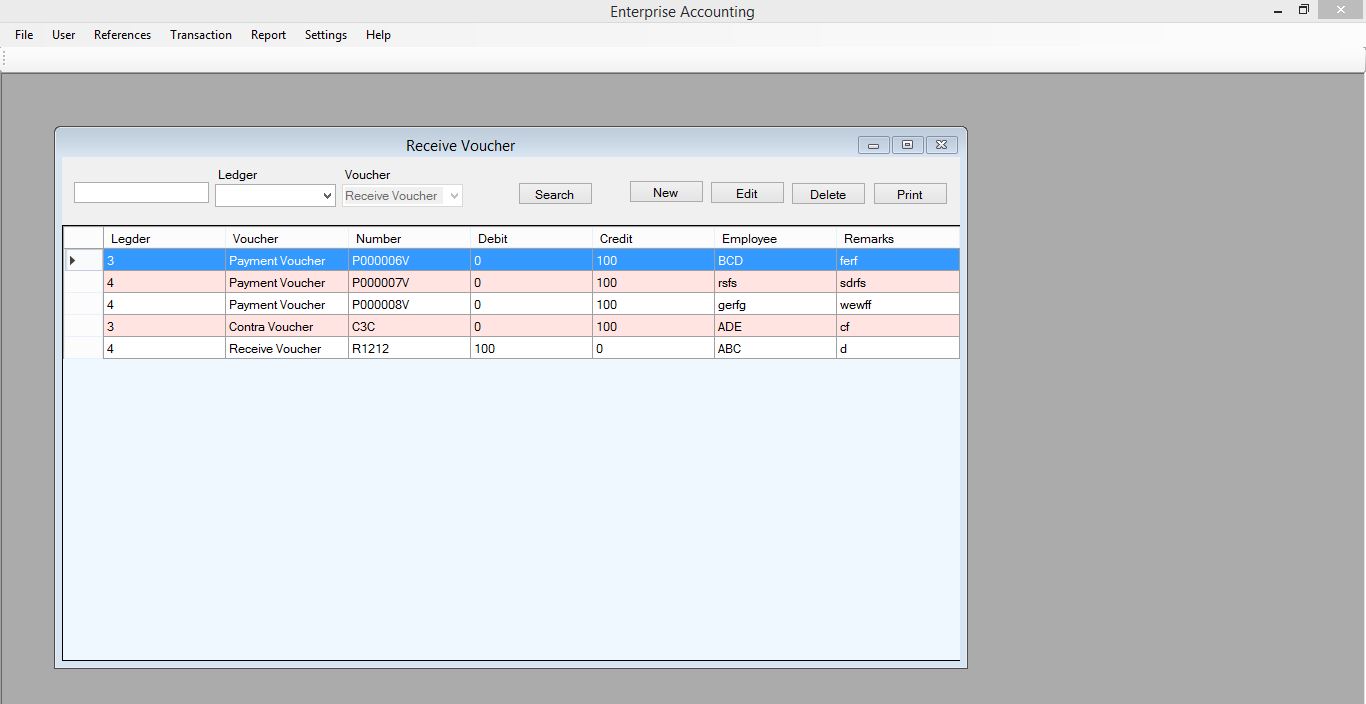 Enterprise Accounting
File User References Transaction Report Settings Help
Receive Voucher
Ledger Voucher
Receive Voucher Search New Edit Delete Print
Legder Voucher Number Debit Credit Employee Remarks
3 Payment Voucher P000006V 0 100 BCD ferf
4 Payment Voucher P000007V 0 100 rsfs sdrfs
4 Payment Voucher P000008V 0 100 gerfg wewff
3 Contra Voucher C3C 0 100 ADE cf
4 Receive Voucher R1212 100 0 ABC d